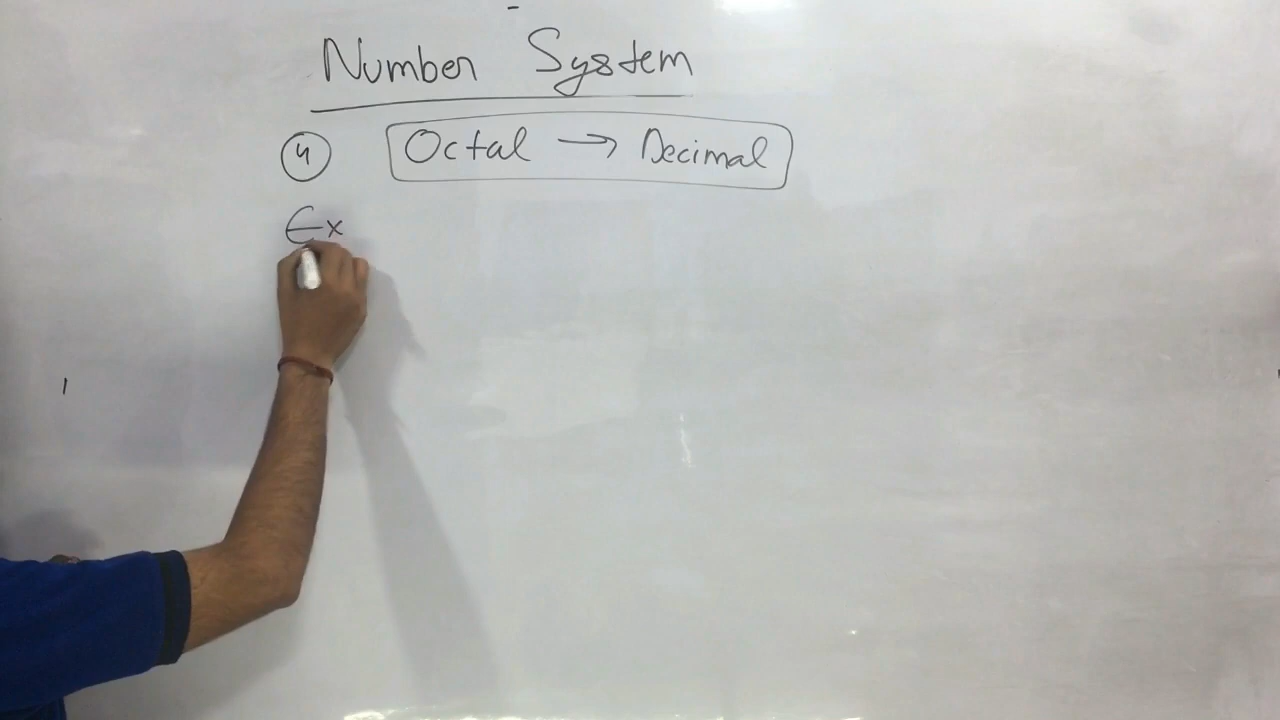 Number System
4 Octal → Decimal
Ex